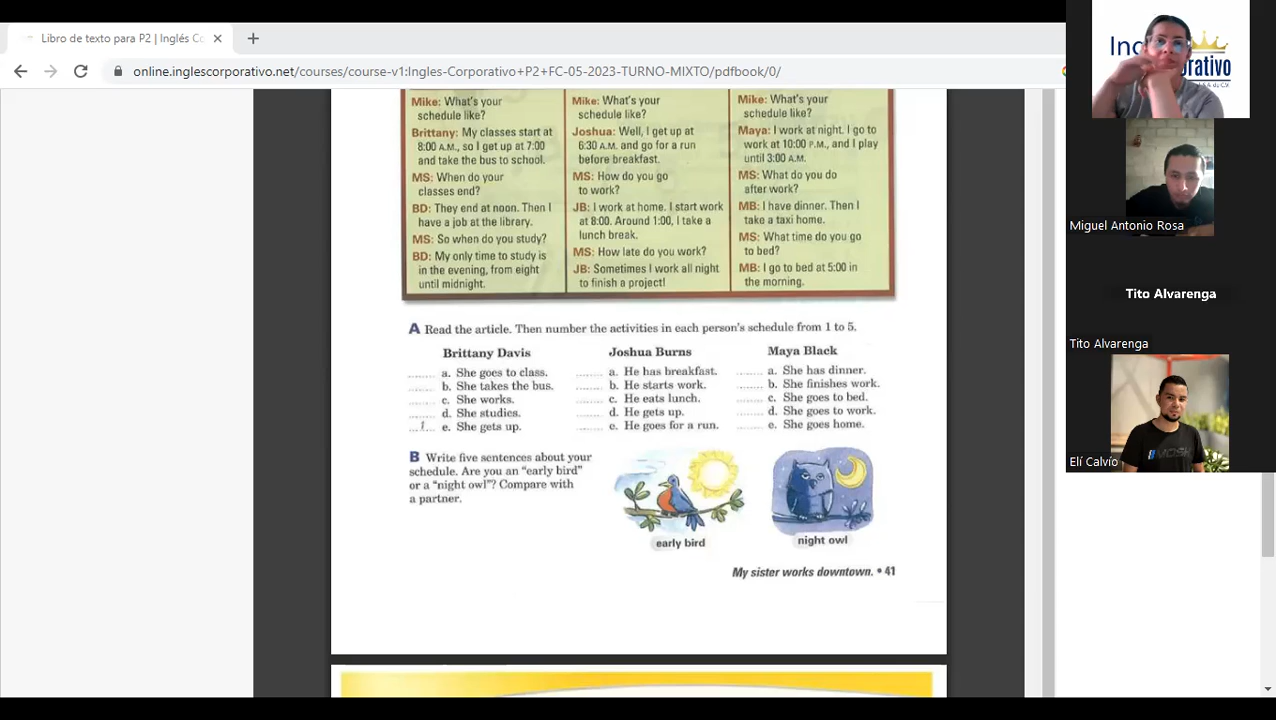 Libro de texto para P2 | Inglés Co
online.inglescorporativo.net/courses/course-v1:Ingles-Corporativo+P2+FC-05-2023-TURNO-MIXTO/pdfbook/0/
Mike: What's your
schedule like?
Brittany: My classes start at
8:00 A.M., so I get up at 7:00
and take the bus to school.
MS: When do your
classes end?
BD: They end at noon. Then I
have a job at the library.
MS: So when do you study?
BD: My only time to study is
in the evening, from eight
until midnight.
Mike: What's your
schedule like?
Joshua: Well, I get up at
6:30 A.M. and go for a run
before breakfast.
MS: How do you go
to work?
JB: I work at home. I start work
at 8:00. Around 1:00, I take a
lunch break.
MS: How late do you work?
JB: Sometimes I work all night
to finish a project!
Mike: What's your
schedule like?
Maya: I work at night. I go to
work at 10:00 P.M., and I play
until 3:00 A.M.
MS: What do you do
after work?
MB: I have dinner. Then I
take a taxi home.
MS: What time do you go
to bed?
MB: I go to bed at 5:00 in
the morning.
A Read the article. Then number the activities in each person's schedule from 1 to 5.
Brittany Davis
a. She goes to class.
b. She takes the bus.
c. She works.
d. She studies.
1 e. She gets up.
Joshua Burns
a. He has breakfast.
b. He starts work.
c. He eats lunch.
d. He gets up.
e. He goes for a run.
Maya Black
a. She has dinner.
b. She finishes work.
c. She goes to bed.
d. She goes to work.
e. She goes home.
B Write five sentences about your
schedule. Are you an "early bird"
or a "night owl"? Compare with
a partner.
early bird
night owl
My sister works downtown. • 41
Miguel Antonio Rosa
Tito Alvarenga
Tito Alvarenga
Elí Calvío